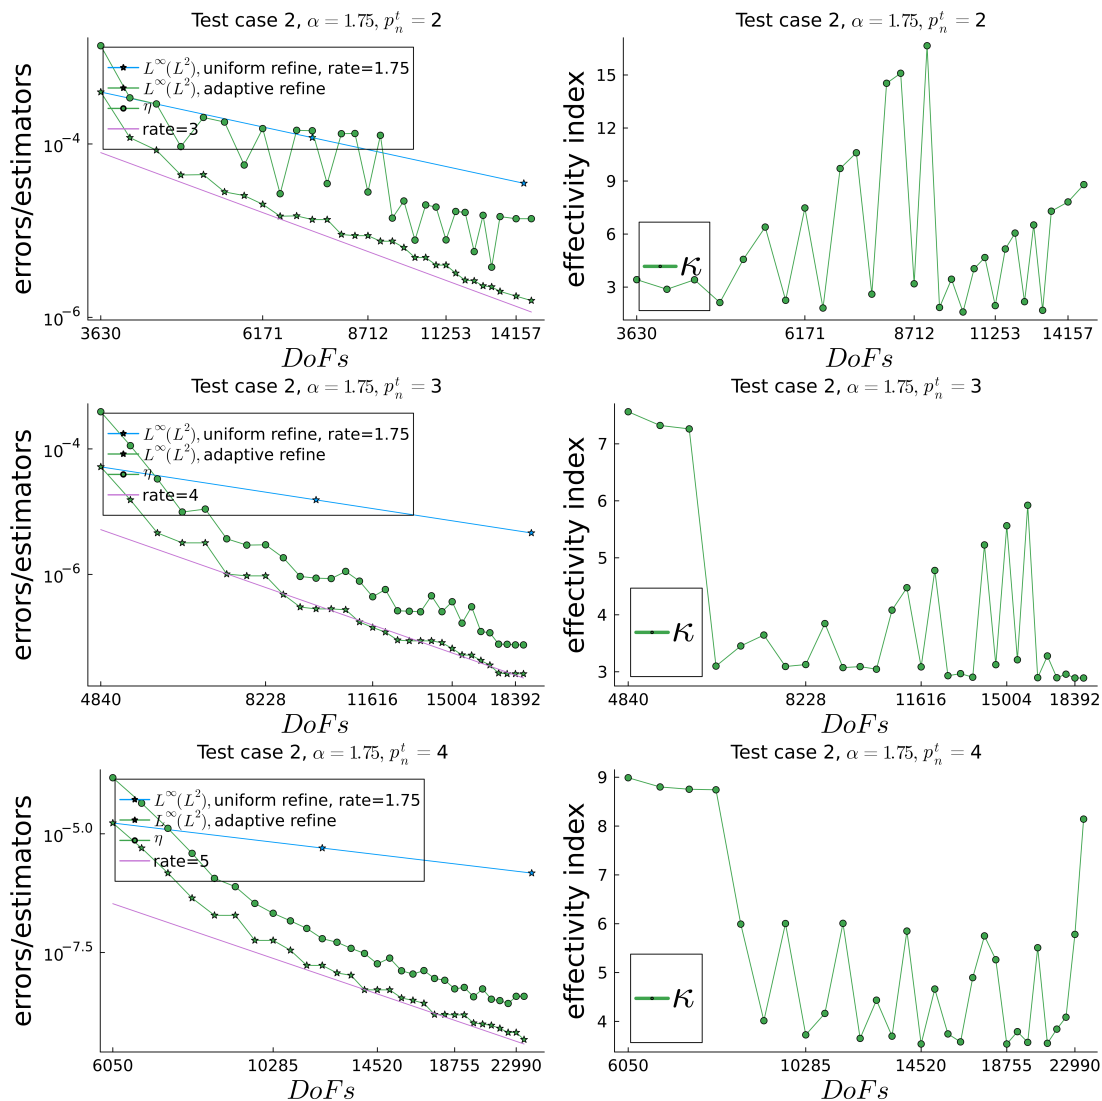 Test case 2, α = 1.75, pₙᵗ = 2
errors/estimators
L^∞(L²), uniform refine, rate=1.75
L^∞(L²), adaptive refine
η
rate=3
10⁻⁴
10⁻⁶
3630 6171 8712 11253 14157
DoFs
Test case 2, α = 1.75, pₙᵗ = 2
effectivity index
15
12
9
6
3
κ
3630 6171 8712 11253 14157
DoFs
Test case 2, α = 1.75, pₙᵗ = 3
errors/estimators
L^∞(L²), uniform refine, rate=1.75
L^∞(L²), adaptive refine
η
rate=4
10⁻⁴
10⁻⁶
4840 8228 11616 15004 18392
DoFs
Test case 2, α = 1.75, pₙᵗ = 3
effectivity index
7
6
5
4
3
κ
4840 8228 11616 15004 18392
DoFs
Test case 2, α = 1.75, pₙᵗ = 4
errors/estimators
L^∞(L²), uniform refine, rate=1.75
L^∞(L²), adaptive refine
η
rate=5
10^−5.0
10^−7.5
6050 10285 14520 18755 22990
DoFs
Test case 2, α = 1.75, pₙᵗ = 4
effectivity index
9
8
7
6
5
4
κ
6050 10285 14520 18755 22990
DoFs